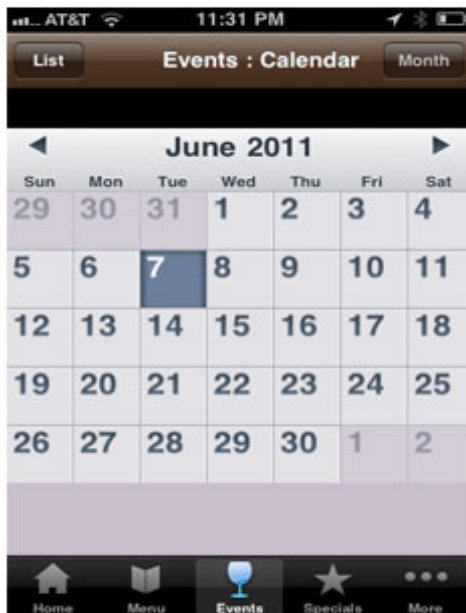 AT&T 11:31 PM
List Events : Calendar Month
June 2011
Sun Mon Tue Wed Thu Fri Sat
29 30 31 1 2 3 4
5 6 7 8 9 10 11
12 13 14 15 16 17 18
19 20 21 22 23 24 25
26 27 28 29 30 1 2
Home Menu Events Specials More